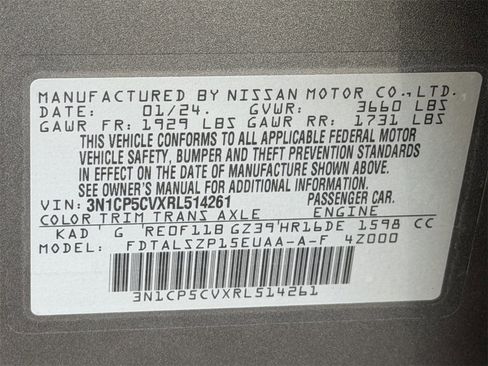 MANUFACTURED BY NISSAN MOTOR CO.,LTD.
DATE: 01/24. GVWR: 3660 LBS
GAWR FR: 1929 LBS GAWR RR: 1731 LBS
THIS VEHICLE CONFORMS TO ALL APPLICABLE FEDERAL MOTOR
VEHICLE SAFETY, BUMPER AND THEFT PREVENTION STANDARDS
IN EFFECT ON THE DATE OF MANUFACTURE SHOWN ABOVE.
SEE OWNER'S MANUAL FOR ADDITIONAL INFORMATION.
VIN: 3N1CP5CVXRL514261 PASSENGER CAR.
COLOR TRIM TRANS AXLE ENGINE
KAD G RE0F11B GZ39 HR16DE 1598 CC
MODEL: FDTALSZP15EUAA-A-F 4Z000
3N1CP5CVXRL514261